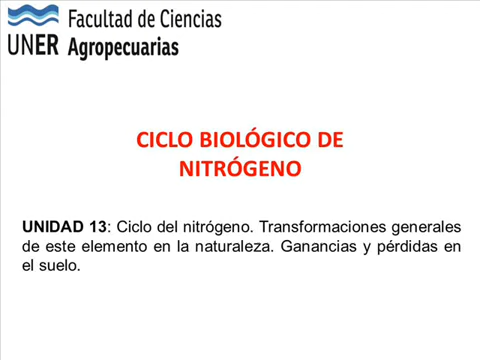 Facultad de Ciencias
UNER Agropecuarias
CICLO BIOLÓGICO DE
NITRÓGENO
UNIDAD 13: Ciclo del nitrógeno. Transformaciones generales
de este elemento en la naturaleza. Ganancias y pérdidas en
el suelo.